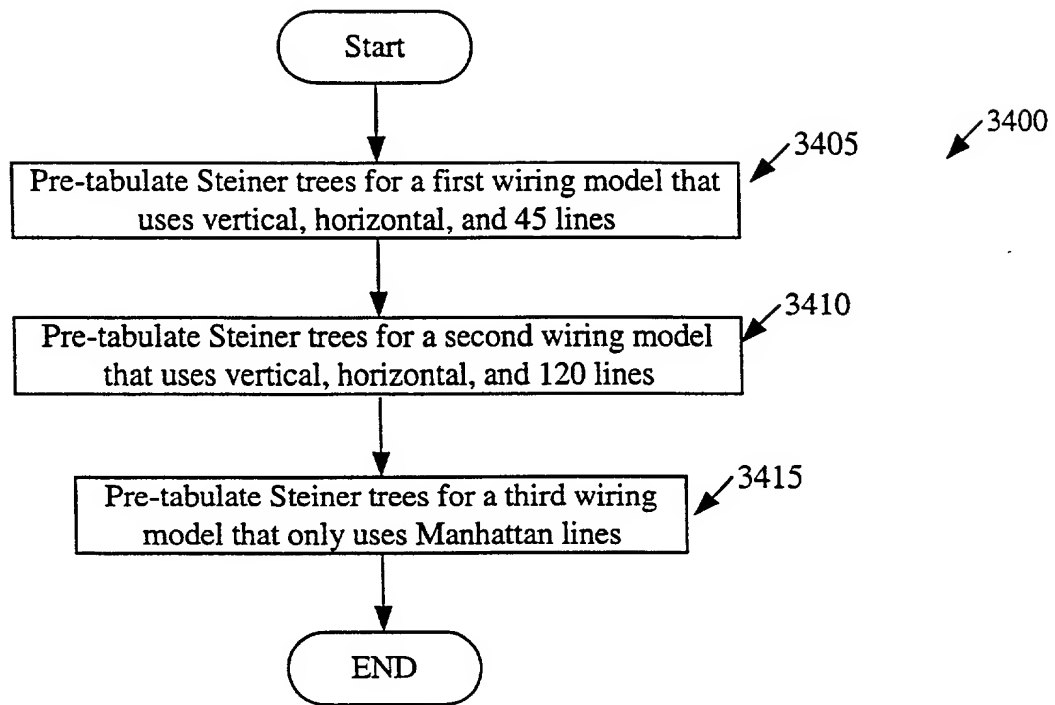 Start
3400
3405
Pre-tabulate Steiner trees for a first wiring model that
uses vertical, horizontal, and 45 lines
3410
Pre-tabulate Steiner trees for a second wiring model
that uses vertical, horizontal, and 120 lines
3415
Pre-tabulate Steiner trees for a third wiring
model that only uses Manhattan lines
END